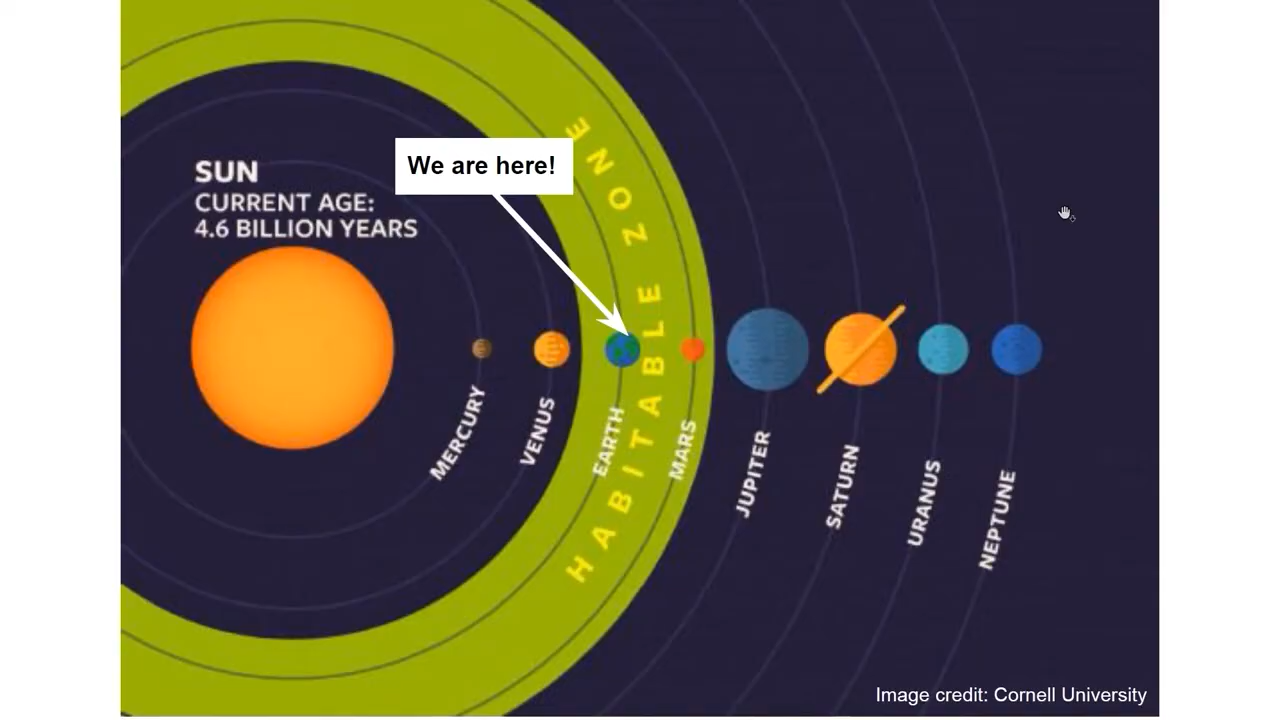 SUN
CURRENT AGE:
4.6 BILLION YEARS
We are here!
HABITABLE ZONE
MERCURY
VENUS
EARTH
MARS
JUPITER
SATURN
URANUS
NEPTUNE
Image credit: Cornell University